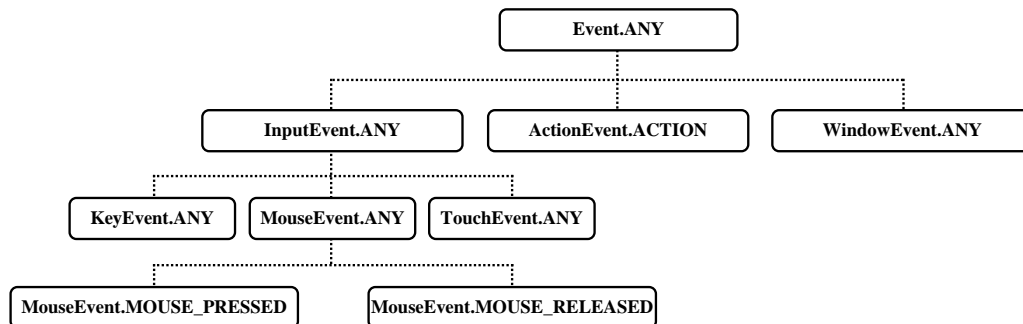 Event.ANY
InputEvent.ANY
ActionEvent.ACTION
WindowEvent.ANY
KeyEvent.ANY
MouseEvent.ANY
TouchEvent.ANY
MouseEvent.MOUSE_PRESSED
MouseEvent.MOUSE_RELEASED